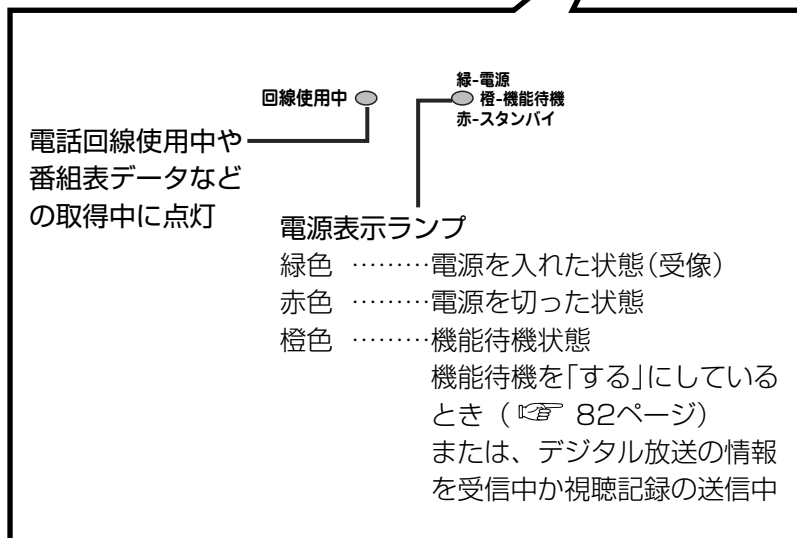 回線使用中
緑-電源
橙-機能待機
赤-スタンバイ
電話回線使用中や
番組表データなど
の取得中に点灯
電源表示ランプ
緑色 ………電源を入れた状態(受像)
赤色 ………電源を切った状態
橙色 ………機能待機状態
機能待機を「する」にしている
とき（☞ 82ページ）
または、デジタル放送の情報
を受信中か視聴記録の送信中